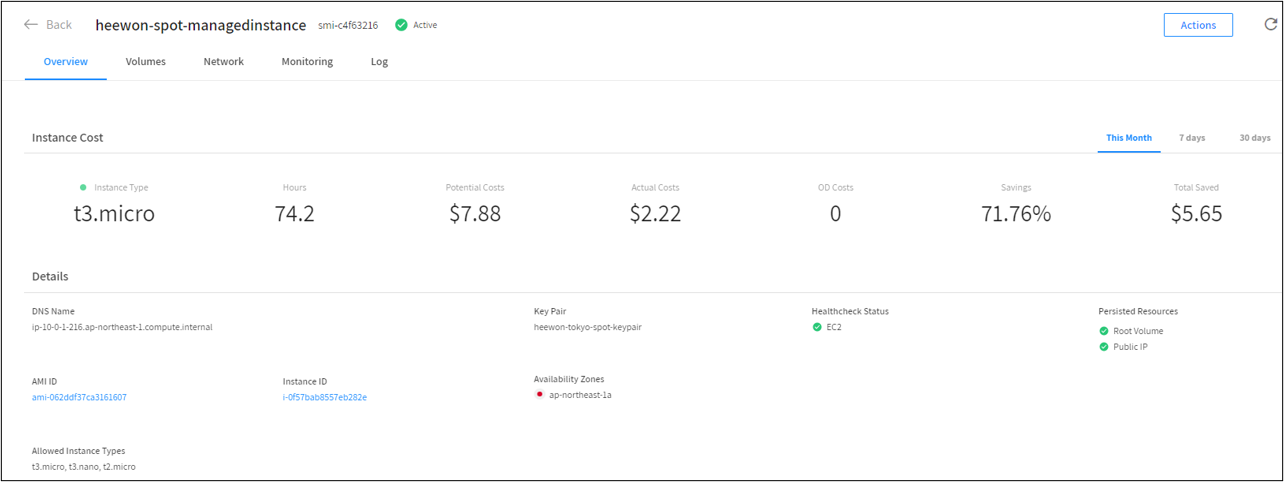 Back heewon-spot-managedinstance smi-c4f63216 Active Actions
Overview Volumes Network Monitoring Log
Instance Cost This Month 7 days 30 days
Instance Type Hours Potential Costs Actual Costs OD Costs Savings Total Saved
t3.micro 74.2 $7.88 $2.22 0 71.76% $5.65
Details
DNS Name Key Pair Healthcheck Status Persisted Resources
ip-10-0-1-216.ap-northeast-1.compute.internal heewon-tokyo-spot-keypair EC2 Root Volume
Public IP
AMI ID Instance ID Availability Zones
ami-062ddf37ca3161607 i-0f57bab8557eb282e ap-northeast-1a
Allowed Instance Types
t3.micro, t3.nano, t2.micro